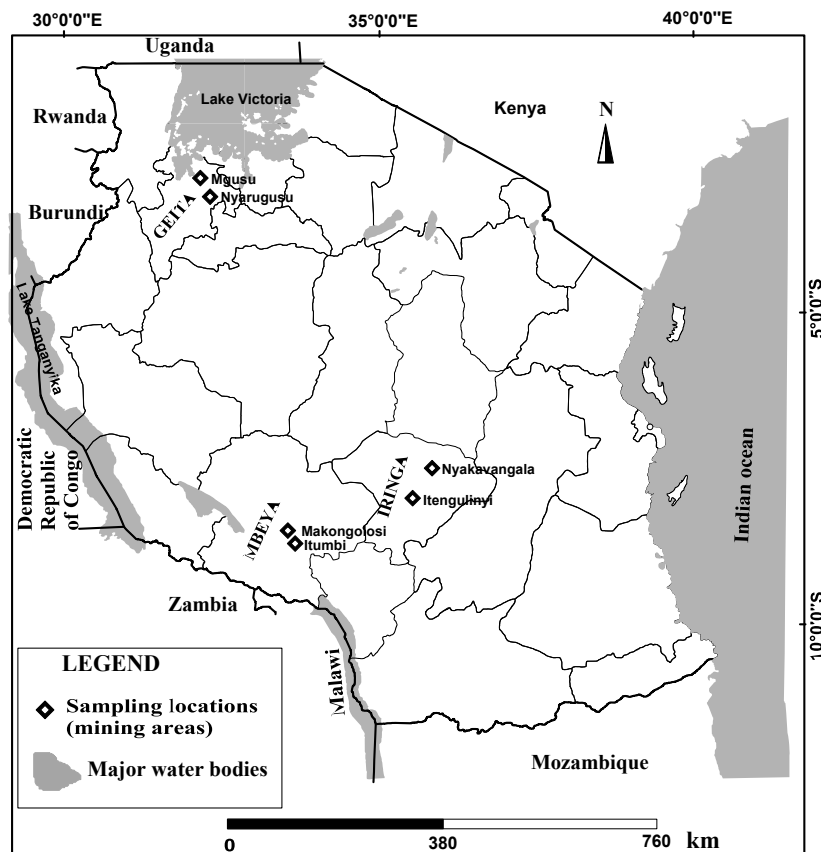 30°0'0"E
35°0'0"E
40°0'0"E
Uganda
Lake Victoria
Kenya
N
Rwanda
Mgusu
Nyarugusu
GEITA
Burundi
Lake Tanganyika
5°0'0"S
Democratic
Republic
of Congo
Nyakavangala
IRINGA
Itengulinyi
MBEYA
Makongolosi
Itumbi
Indian ocean
Zambia
10°0'0"S
Malawi
Mozambique
LEGEND
Sampling locations
(mining areas)
Major water bodies
0
380
760
km